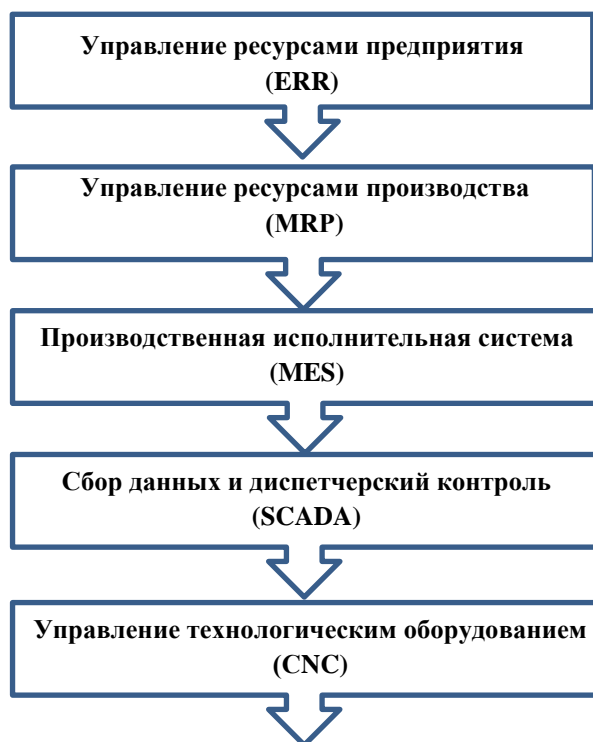 Управление ресурсами предприятия
(ERR)
Управление ресурсами производства
(MRP)
Производственная исполнительная система
(MES)
Сбор данных и диспетчерский контроль
(SCADA)
Управление технологическим оборудованием
(CNC)